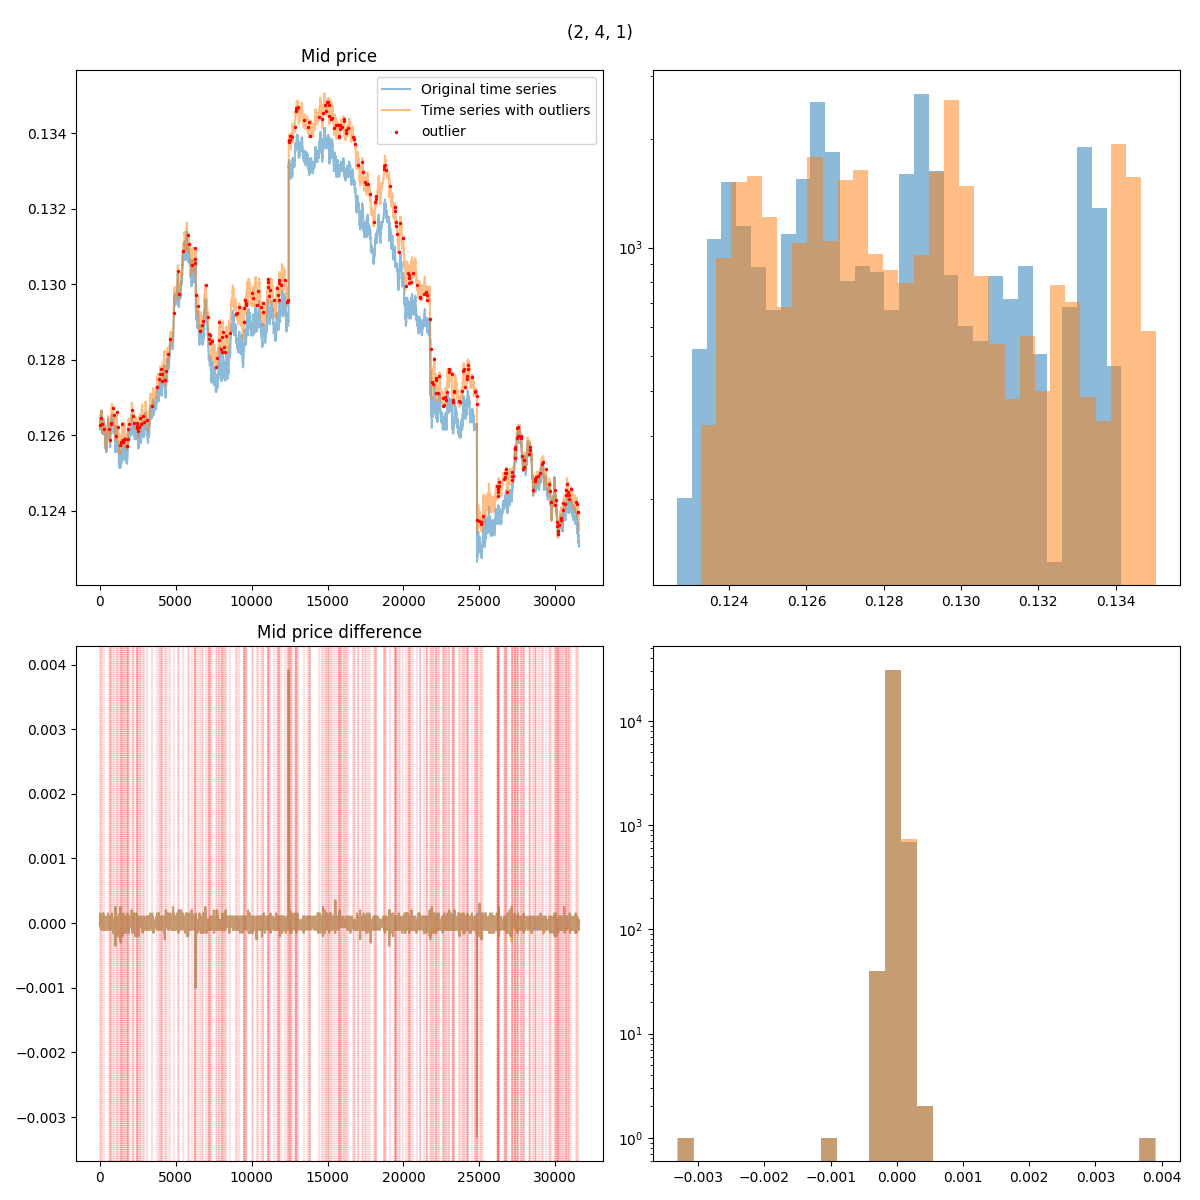 (2, 4, 1)
Mid price
Original time series
Time series with outliers
outlier
0.134
0.132
0.130
0.128
0.126
0.124
0 5000 10000 15000 20000 25000 30000
10³
0.124 0.126 0.128 0.130 0.132 0.134
Mid price difference
0.004
0.003
0.002
0.001
0.000
−0.001
−0.002
−0.003
0 5000 10000 15000 20000 25000 30000
10⁴
10³
10²
10¹
10⁰
−0.003 −0.002 −0.001 0.000 0.001 0.002 0.003 0.004